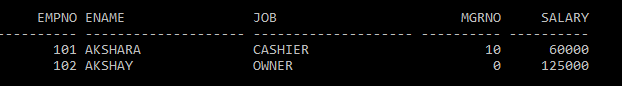 EMPNO ENAME JOB MGRNO SALARY
---------- -------------------- -------------------- ---------- ----------
101 AKSHARA CASHIER 10 60000
102 AKSHAY OWNER 0 125000